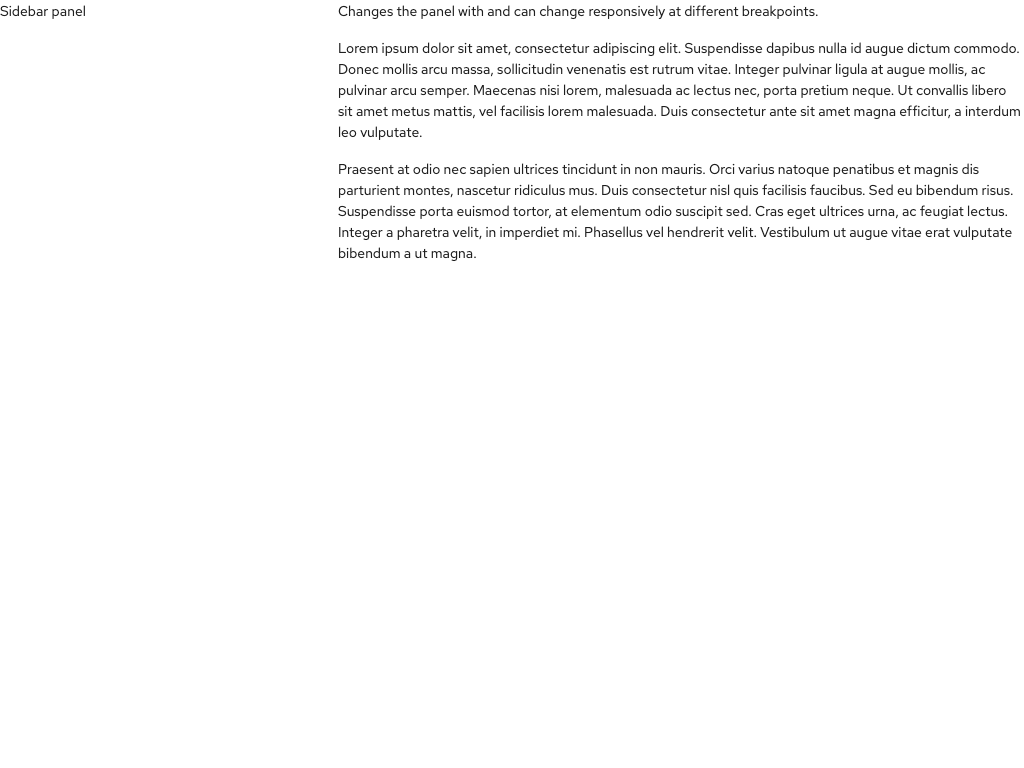 Sidebar panel
Changes the panel with and can change responsively at different breakpoints.
Lorem ipsum dolor sit amet, consectetur adipiscing elit. Suspendisse dapibus nulla id augue dictum commodo.
Donec mollis arcu massa, sollicitudin venenatis est rutrum vitae. Integer pulvinar ligula at augue mollis, ac
pulvinar arcu semper. Maecenas nisi lorem, malesuada ac lectus nec, porta pretium neque. Ut convallis libero
sit amet metus mattis, vel facilisis lorem malesuada. Duis consectetur ante sit amet magna efficitur, a interdum
leo vulputate.
Praesent at odio nec sapien ultrices tincidunt in non mauris. Orci varius natoque penatibus et magnis dis
parturient montes, nascetur ridiculus mus. Duis consectetur nisl quis facilisis faucibus. Sed eu bibendum risus.
Suspendisse porta euismod tortor, at elementum odio suscipit sed. Cras eget ultrices urna, ac feugiat lectus.
Integer a pharetra velit, in imperdiet mi. Phasellus vel hendrerit velit. Vestibulum ut augue vitae erat vulputate
bibendum a ut magna.